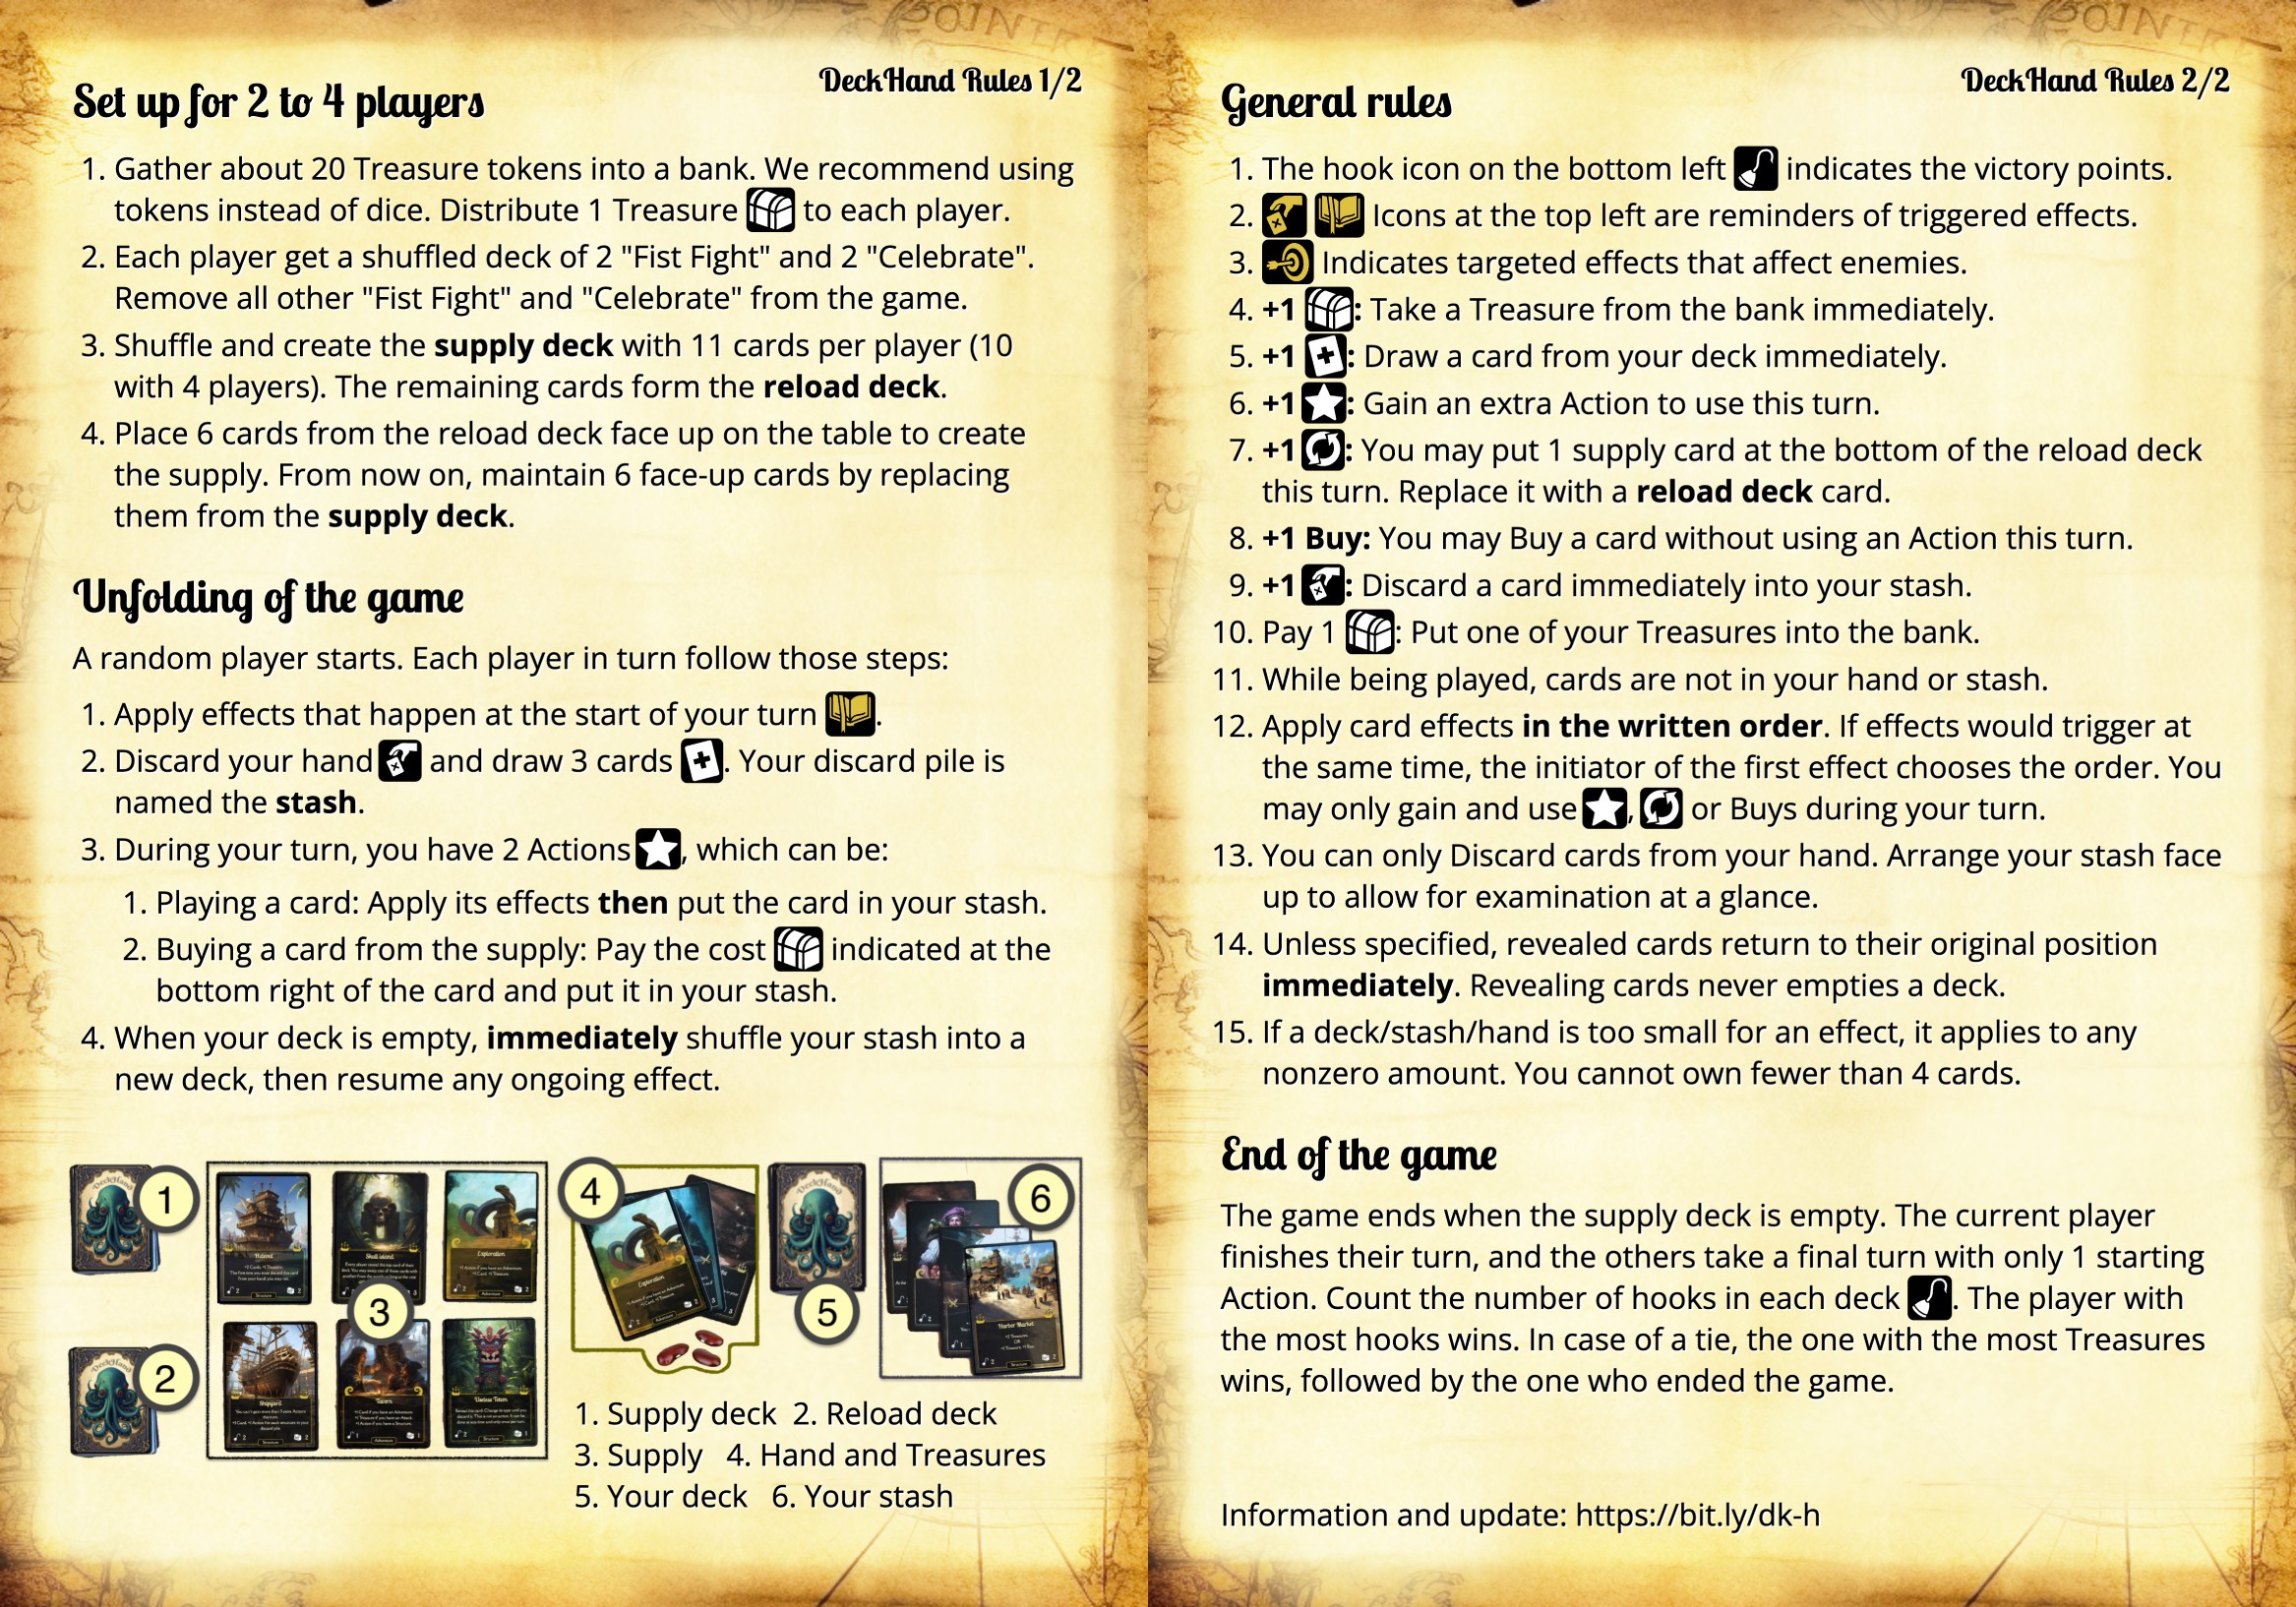 DeckHand Rules 1/2
Set up for 2 to 4 players
1. Gather about 20 Treasure tokens into a bank. We recommend using
tokens instead of dice. Distribute 1 Treasure to each player.
2. Each player get a shuffled deck of 2 "Fist Fight" and 2 "Celebrate".
Remove all other "Fist Fight" and "Celebrate" from the game.
3. Shuffle and create the supply deck with 11 cards per player (10
with 4 players). The remaining cards form the reload deck.
4. Place 6 cards from the reload deck face up on the table to create
the supply. From now on, maintain 6 face-up cards by replacing
them from the supply deck.
Unfolding of the game
A random player starts. Each player in turn follow those steps:
1. Apply effects that happen at the start of your turn .
2. Discard your hand and draw 3 cards . Your discard pile is
named the stash.
3. During your turn, you have 2 Actions , which can be:
1. Playing a card: Apply its effects then put the card in your stash.
2. Buying a card from the supply: Pay the cost indicated at the
bottom right of the card and put it in your stash.
4. When your deck is empty, immediately shuffle your stash into a
new deck, then resume any ongoing effect.
DeckHand
1
DeckHand
2
Exploration
Skull Island
Shipyard
Tavern
3
4
Exploration
DeckHand
5
6
Harbor Market
1. Supply deck 2. Reload deck
3. Supply 4. Hand and Treasures
5. Your deck 6. Your stash
DeckHand Rules 2/2
General rules
1. The hook icon on the bottom left indicates the victory points.
2. Icons at the top left are reminders of triggered effects.
3. Indicates targeted effects that affect enemies.
4. +1 : Take a Treasure from the bank immediately.
5. +1 : Draw a card from your deck immediately.
6. +1 : Gain an extra Action to use this turn.
7. +1 : You may put 1 supply card at the bottom of the reload deck
this turn. Replace it with a reload deck card.
8. +1 Buy: You may Buy a card without using an Action this turn.
9. +1 : Discard a card immediately into your stash.
10. Pay 1 : Put one of your Treasures into the bank.
11. While being played, cards are not in your hand or stash.
12. Apply card effects in the written order. If effects would trigger at
the same time, the initiator of the first effect chooses the order. You
may only gain and use , or Buys during your turn.
13. You can only Discard cards from your hand. Arrange your stash face
up to allow for examination at a glance.
14. Unless specified, revealed cards return to their original position
immediately. Revealing cards never empties a deck.
15. If a deck/stash/hand is too small for an effect, it applies to any
nonzero amount. You cannot own fewer than 4 cards.
End of the game
The game ends when the supply deck is empty. The current player
finishes their turn, and the others take a final turn with only 1 starting
Action. Count the number of hooks in each deck . The player with
the most hooks wins. In case of a tie, the one with the most Treasures
wins, followed by the one who ended the game.
Information and update: https://bit.ly/dk-h